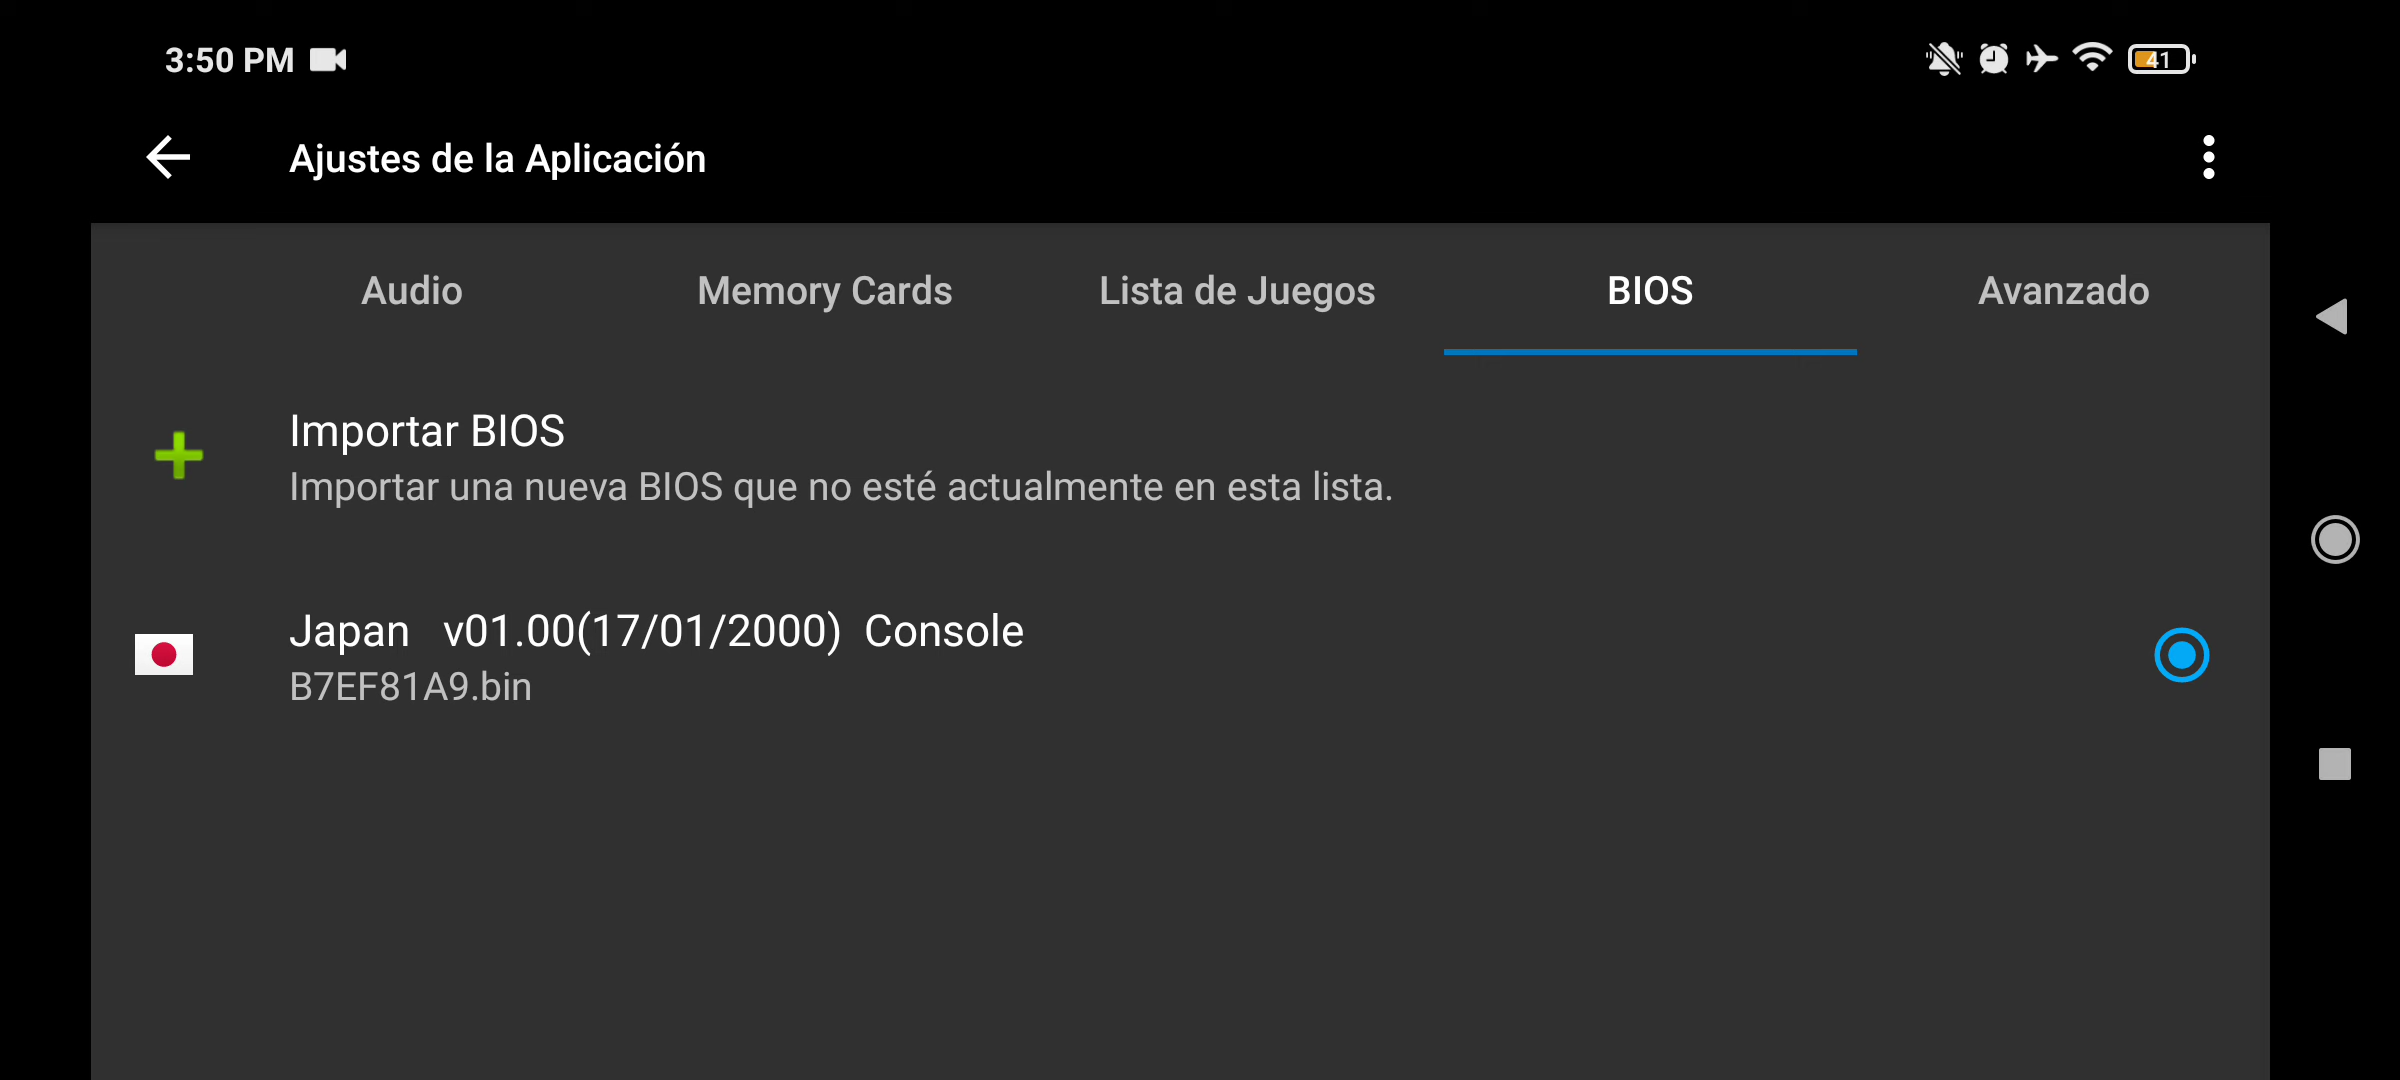 3:50 PM
41
Ajustes de la Aplicación
Audio
Memory Cards
Lista de Juegos
BIOS
Avanzado
Importar BIOS
Importar una nueva BIOS que no esté actualmente en esta lista.
Japan v01.00(17/01/2000) Console
B7EF81A9.bin